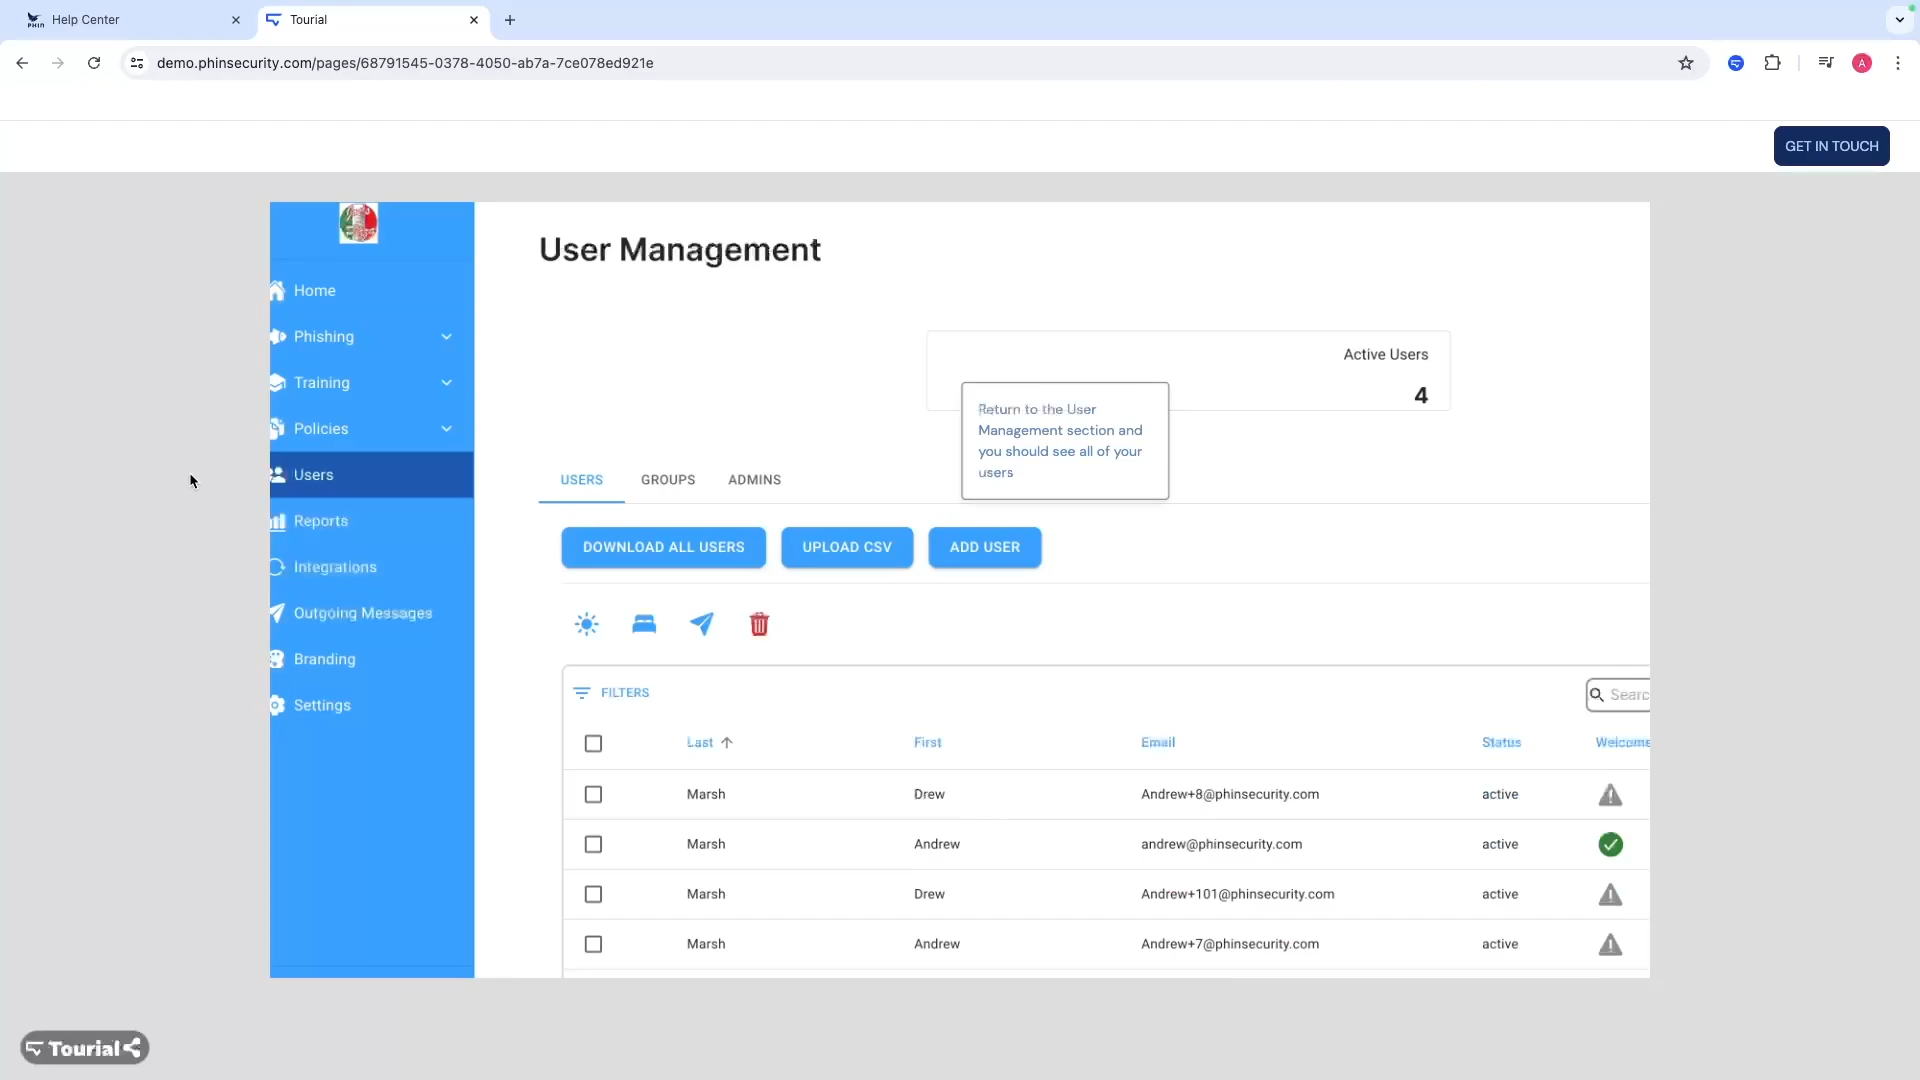 Help Center
Tourial
demo.phinsecurity.com/pages/68791545-0378-4050-ab7a-7ce078ed921e
A
GET IN TOUCH
Home
Phishing
Training
Policies
Users
Reports
Integrations
Outgoing Messages
Branding
Settings
User Management
Active Users
4
Return to the User
Management section and
you should see all of your
users
USERS GROUPS ADMINS
DOWNLOAD ALL USERS UPLOAD CSV ADD USER
FILTERS
Searc
Last First Email Status Welcome
Marsh Drew Andrew+8@phinsecurity.com active
Marsh Andrew andrew@phinsecurity.com active
Marsh Drew Andrew+101@phinsecurity.com active
Marsh Andrew Andrew+7@phinsecurity.com active
Tourial